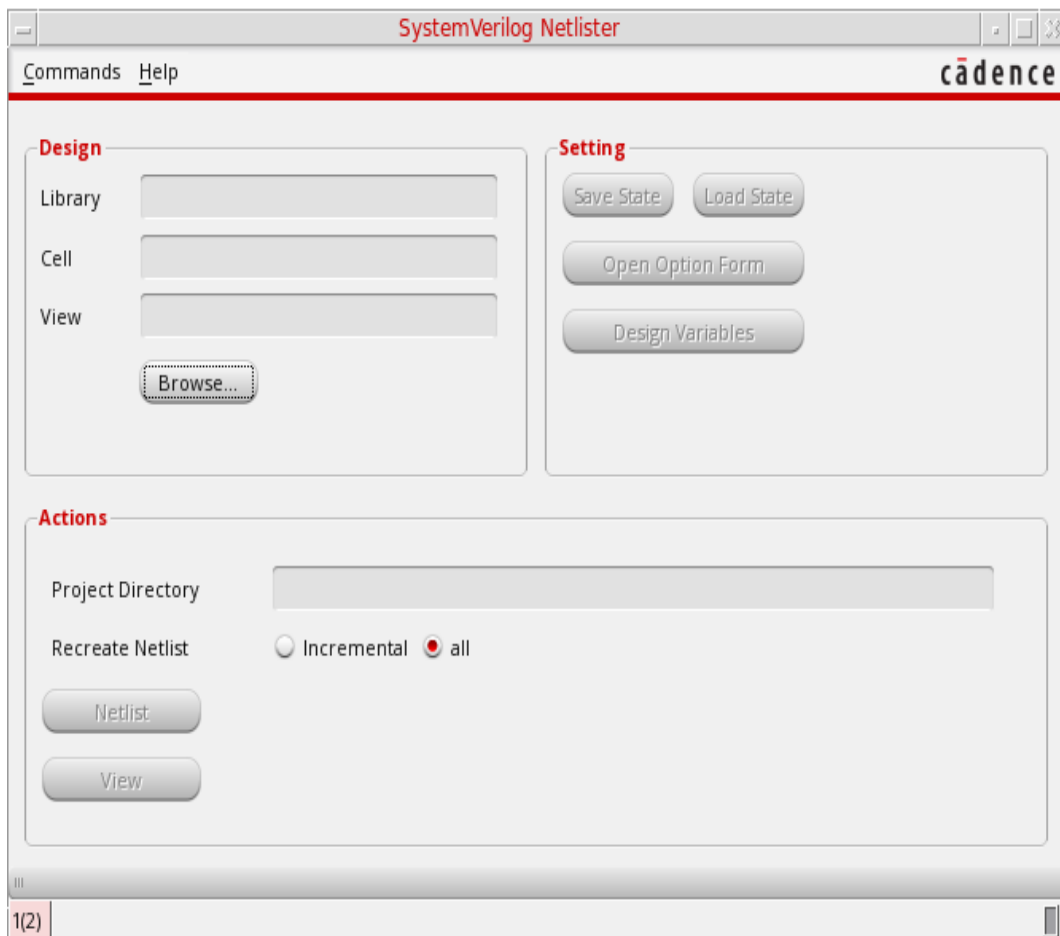 SystemVerilog Netlister
Commands Help
cādence
Design
Library
Cell
View
Browse...
Setting
Save State Load State
Open Option Form
Design Variables
Actions
Project Directory
Recreate Netlist Incremental all
Netlist
View
1(2)